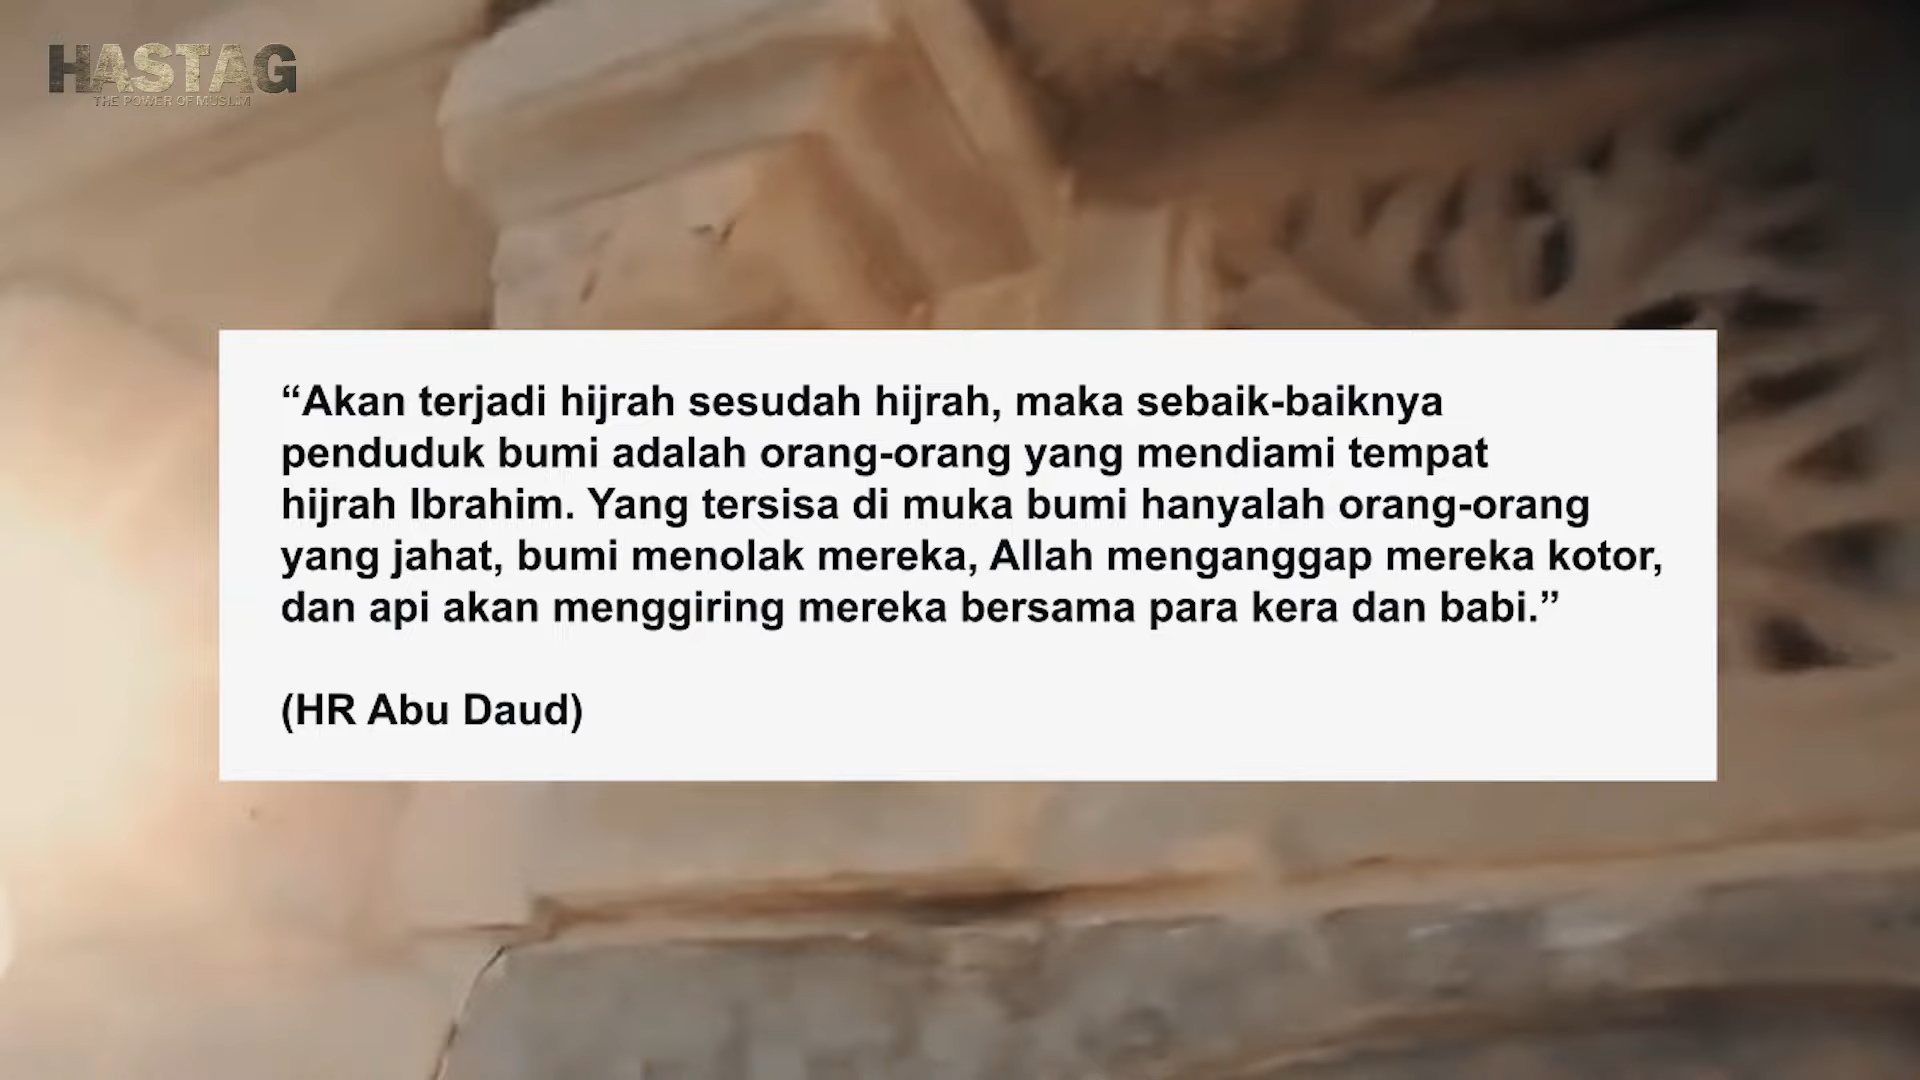 HASTAG
THE POWER OF MUSLIM
“Akan terjadi hijrah sesudah hijrah, maka sebaik-baiknya
penduduk bumi adalah orang-orang yang mendiami tempat
hijrah Ibrahim. Yang tersisa di muka bumi hanyalah orang-orang
yang jahat, bumi menolak mereka, Allah menganggap mereka kotor,
dan api akan menggiring mereka bersama para kera dan babi.”
(HR Abu Daud)